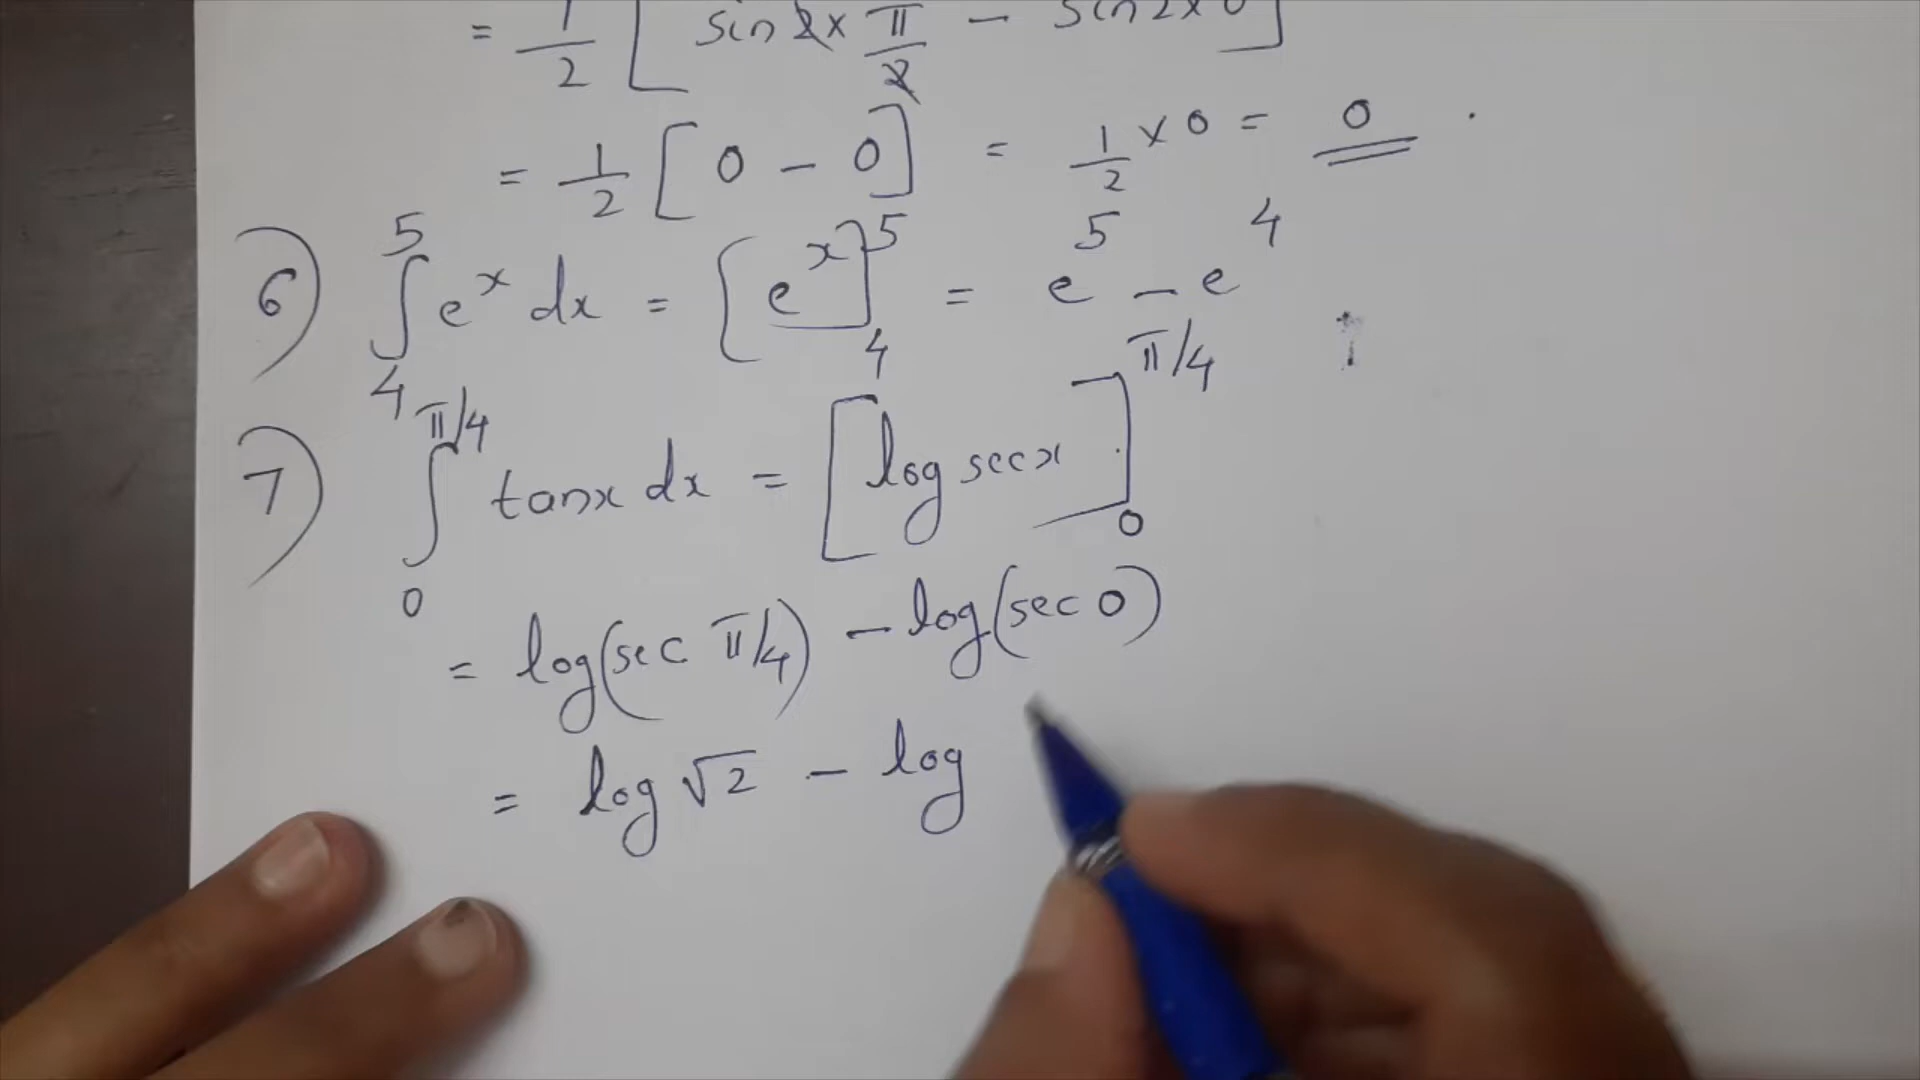 = 1/2 [ sin 2x π/2 - sin 2x0 ]
= 1/2 [ 0 - 0 ] = 1/2 x 0 = 0 .
6) ∫₄⁵ eˣ dx = [ eˣ ]₄⁵ = e⁵ - e⁴
7) ∫₀^π/4 tanx dx = [ log secx ]₀^π/4
= log(sec π/4) - log(sec 0)
= log √2 - log